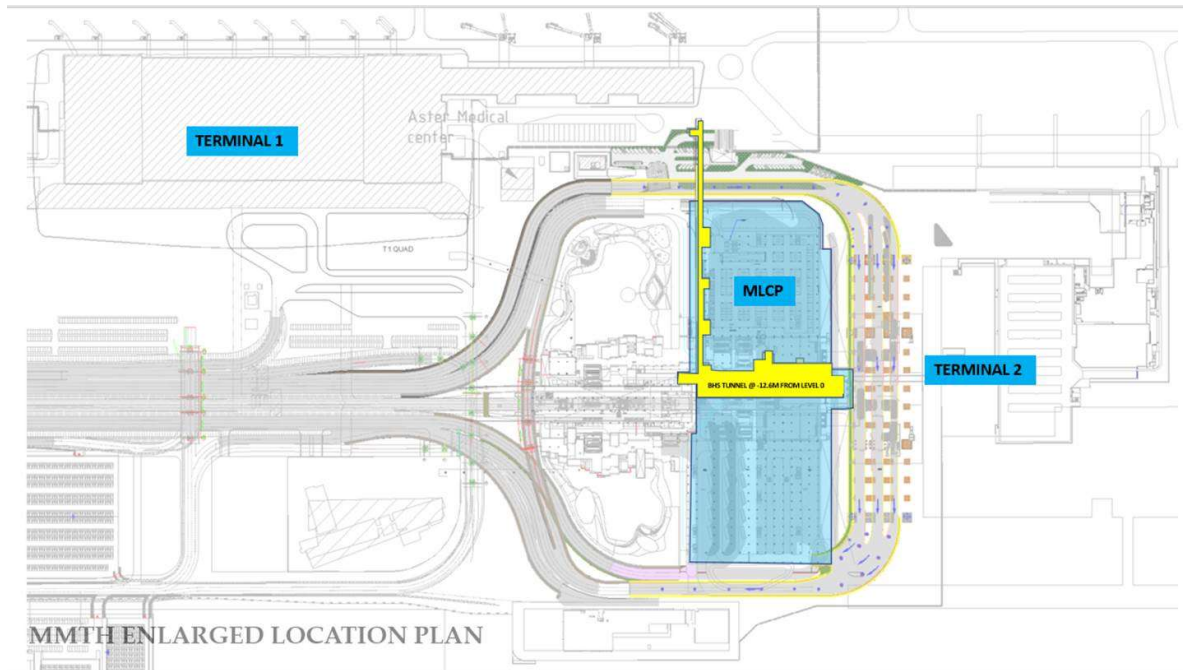 Aster Medical
center
TERMINAL 1
T1 QUAD
MLCP
TERMINAL 2
BHS TUNNEL @ -12.6M FROM LEVEL 0
MMTH ENLARGED LOCATION PLAN